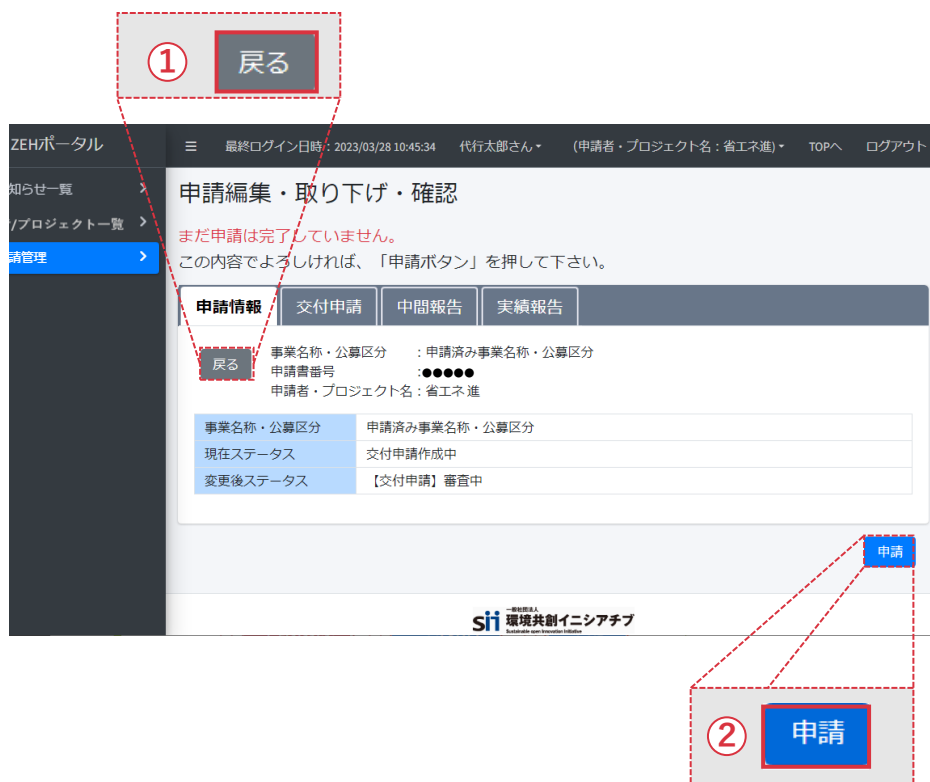 ① 戻る
ZEHポータル
☰ 最終ログイン日時 : 2023/03/28 10:45:34 代行太郎さん (申請者・プロジェクト名:省エネ進) TOPへ ログアウト
知らせ一覧
/プロジェクト一覧
請管理
申請編集・取り下げ・確認
まだ申請は完了していません。
この内容でよろしければ、「申請ボタン」を押して下さい。
申請情報 交付申請 中間報告 実績報告
戻る
事業名称・公募区分 :申請済み事業名称・公募区分
申請書番号 :●●●●●
申請者・プロジェクト名:省エネ 進
事業名称・公募区分 申請済み事業名称・公募区分
現在ステータス 交付申請作成中
変更後ステータス 【交付申請】審査中
申請
sii 一般社団法人 環境共創イニシアチブ
Sustainable open Innovation Initiative
② 申請